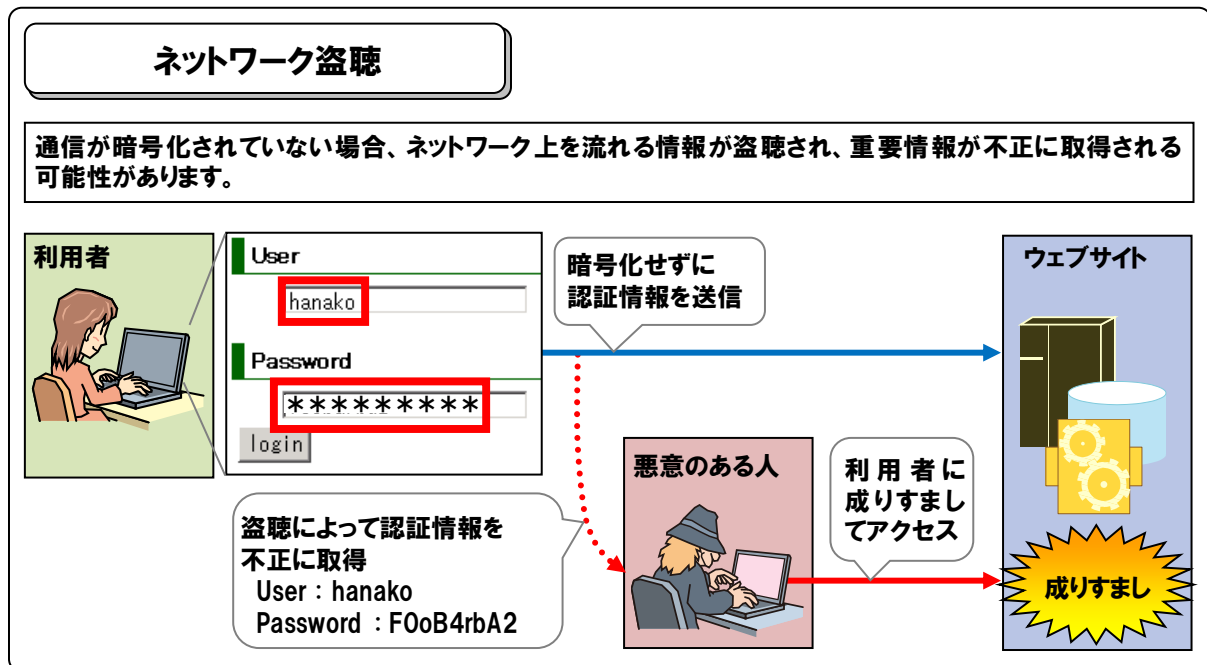 ネットワーク盗聴
通信が暗号化されていない場合、ネットワーク上を流れる情報が盗聴され、重要情報が不正に取得される
可能性があります。
利用者
User
hanako
Password
*********
login
暗号化せずに
認証情報を送信
ウェブサイト
盗聴によって認証情報を
不正に取得
User : hanako
Password : F0oB4rbA2
悪意のある人
利用者に
成りすまし
てアクセス
成りすまし